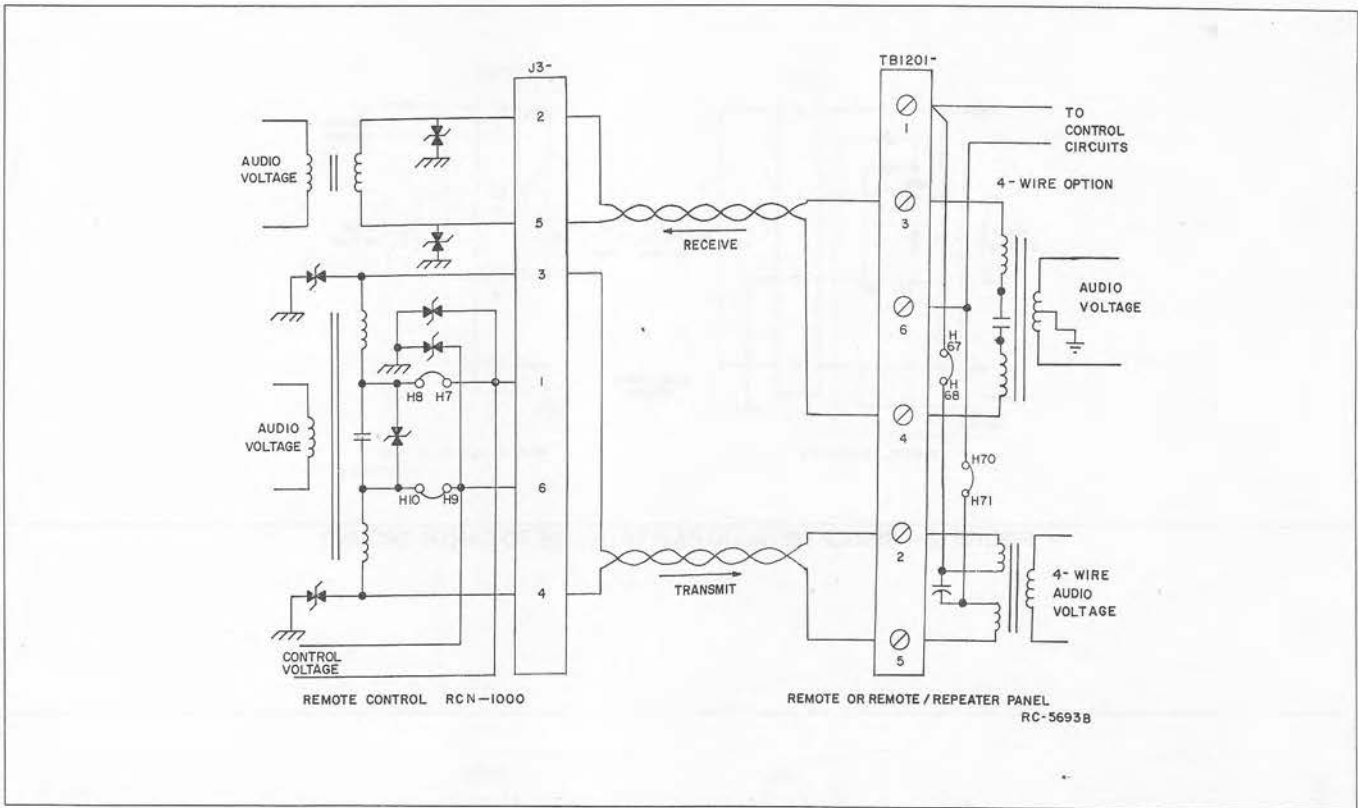 J3-
TB1201-
2
AUDIO
VOLTAGE
5
RECEIVE
3
1
TO
CONTROL
CIRCUITS
4-WIRE OPTION
3
6
AUDIO
VOLTAGE
H
67
H
68
4
H8 H7
1
AUDIO
VOLTAGE
H10 H9
6
H70
H71
2
TRANSMIT
4
4-WIRE
AUDIO
VOLTAGE
5
CONTROL
VOLTAGE
REMOTE CONTROL RCN-1000
REMOTE OR REMOTE/REPEATER PANEL
RC-5693B